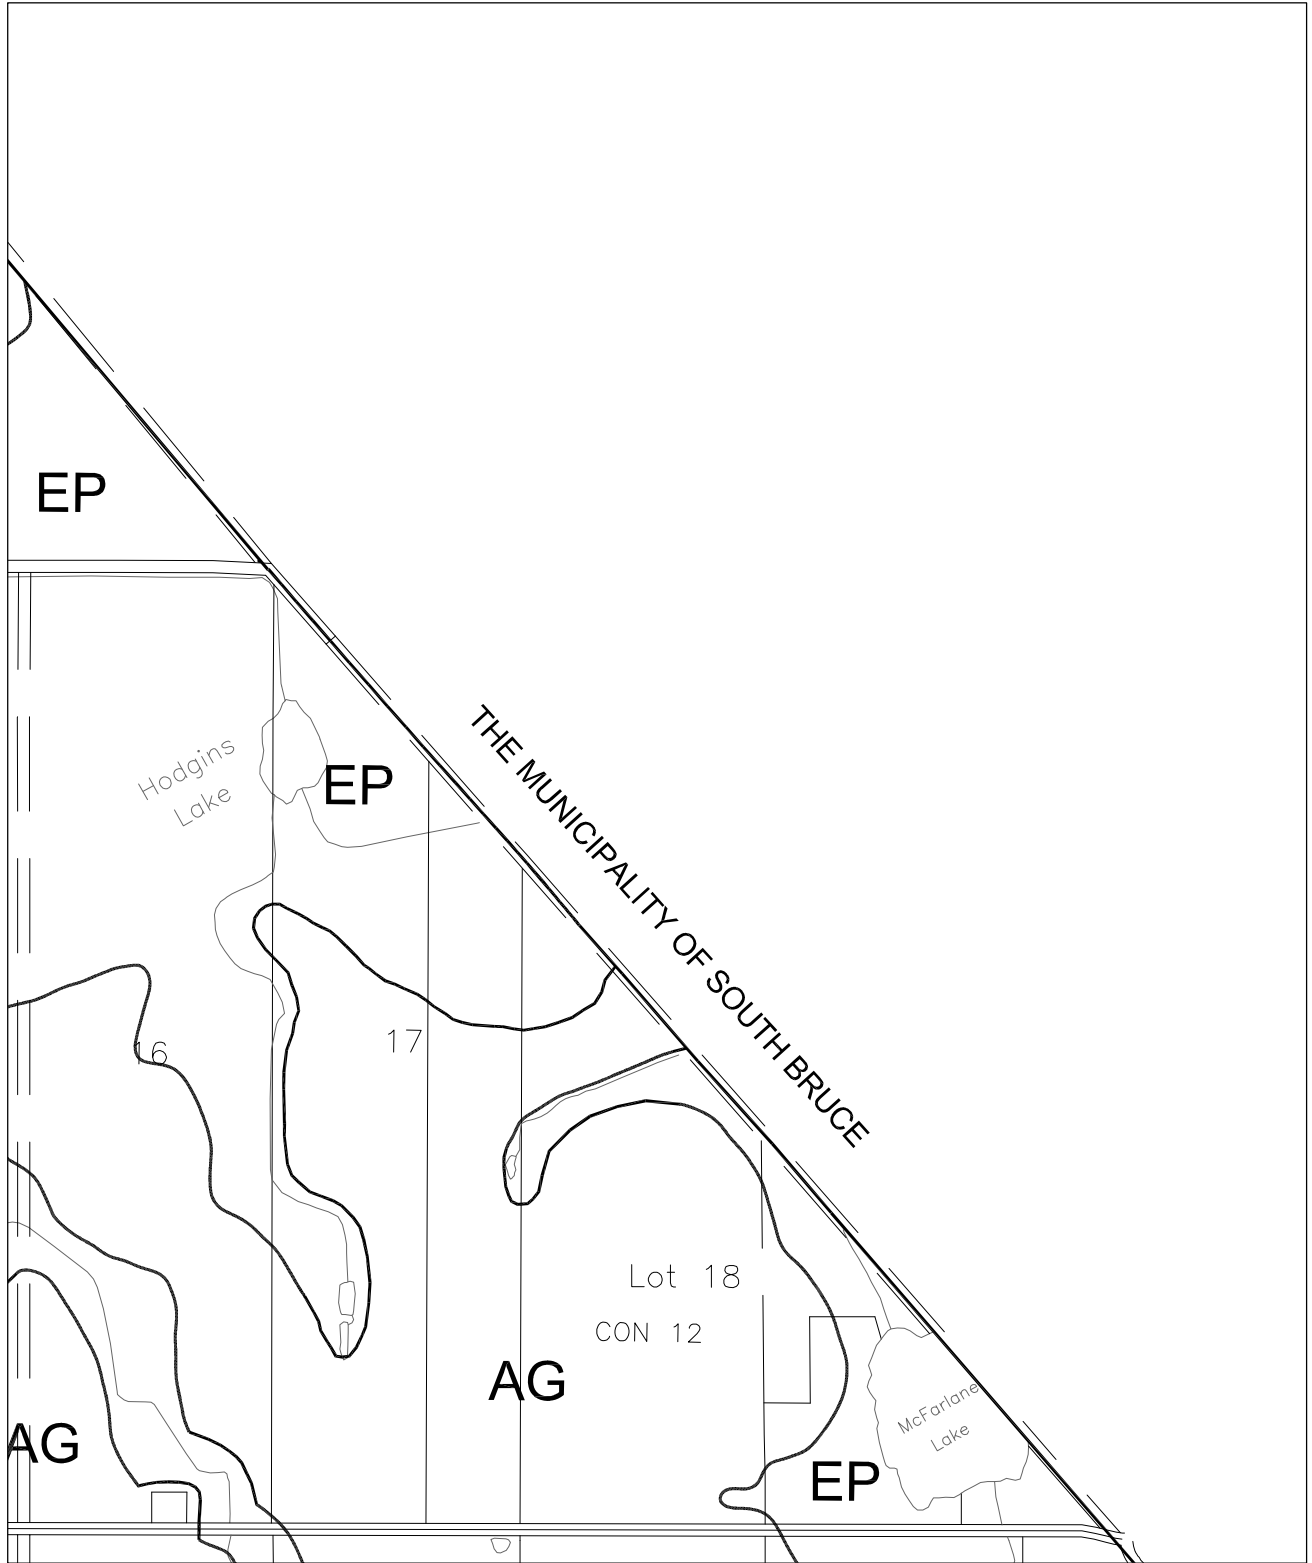 EP
Hodgins
Lake
EP
THE MUNICIPALITY OF SOUTH BRUCE
17
16
Lot 18
CON 12
AG
McFarlane
Lake
AG
EP